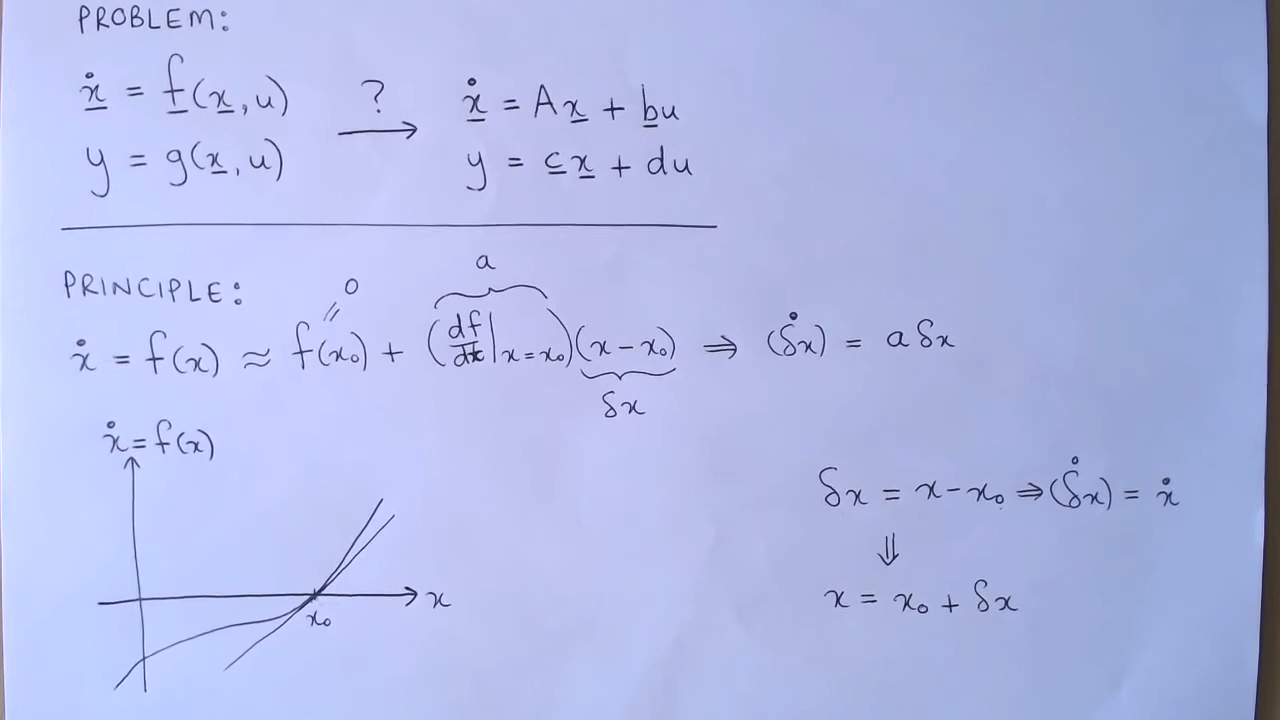 PROBLEM:
ẋ = f(x, u) ? → ẋ = Ax + bu
y = g(x, u) y = cx + du
PRINCIPLE:
a
0
ẋ = f(x) ≈ f(x₀) + (df/dx|x=x₀)(x − x₀) ⇒ (δ̇x) = a δx
δx
ẋ = f(x)
δx = x − x₀ ⇒ (δ̇x) = ẋ
⇓
x = x₀ + δx
x
x₀